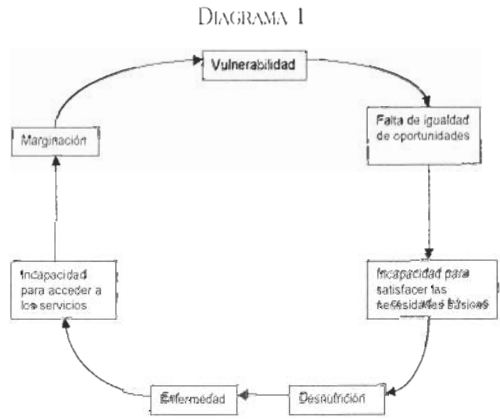 DIAGRAMA 1
Vulnerabilidad
Falta de igualdad
de oportunidades
Incapacidad para
satisfacer las
necesidades básicas
Desnutrición
Enfermedad
Incapacidad
para acceder a
los servicios
Marginación